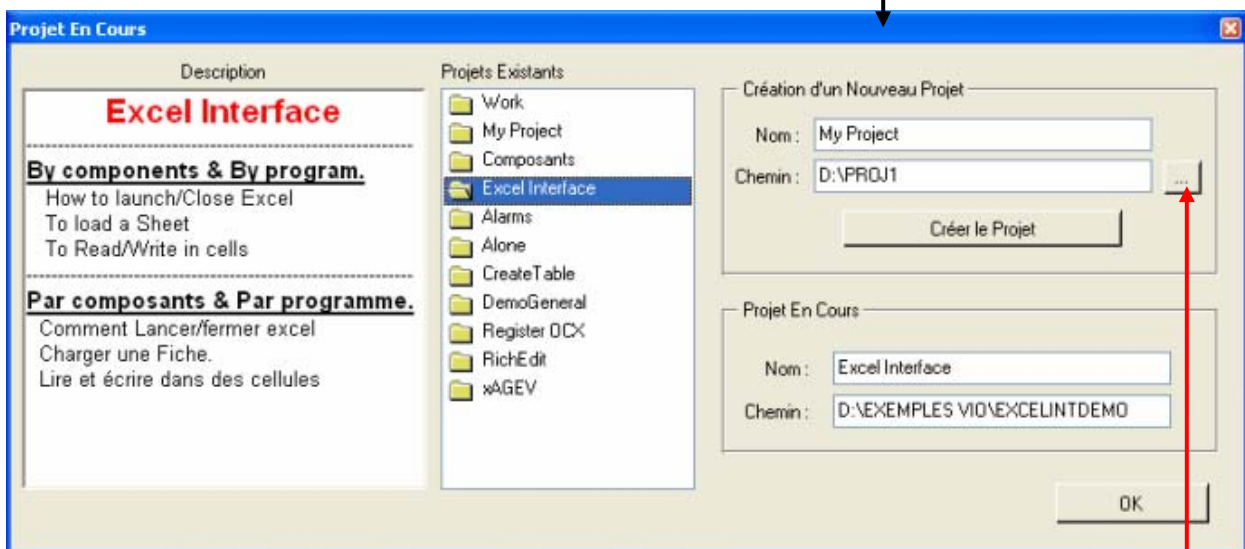 Projet En Cours
Description
Excel Interface
By components & By program.
How to launch/Close Excel
To load a Sheet
To Read/Write in cells
Par composants & Par programme.
Comment Lancer/fermer excel
Charger une Fiche.
Lire et écrire dans des cellules
Projets Existants
Work
My Project
Composants
Excel Interface
Alarms
Alone
CreateTable
DemoGeneral
Register OCX
RichEdit
xAGEV
Création d'un Nouveau Projet
Nom : My Project
Chemin : D:\PROJ1 ...
Créer le Projet
Projet En Cours
Nom : Excel Interface
Chemin : D:\EXEMPLES VIO\EXCELINTDEMO
OK